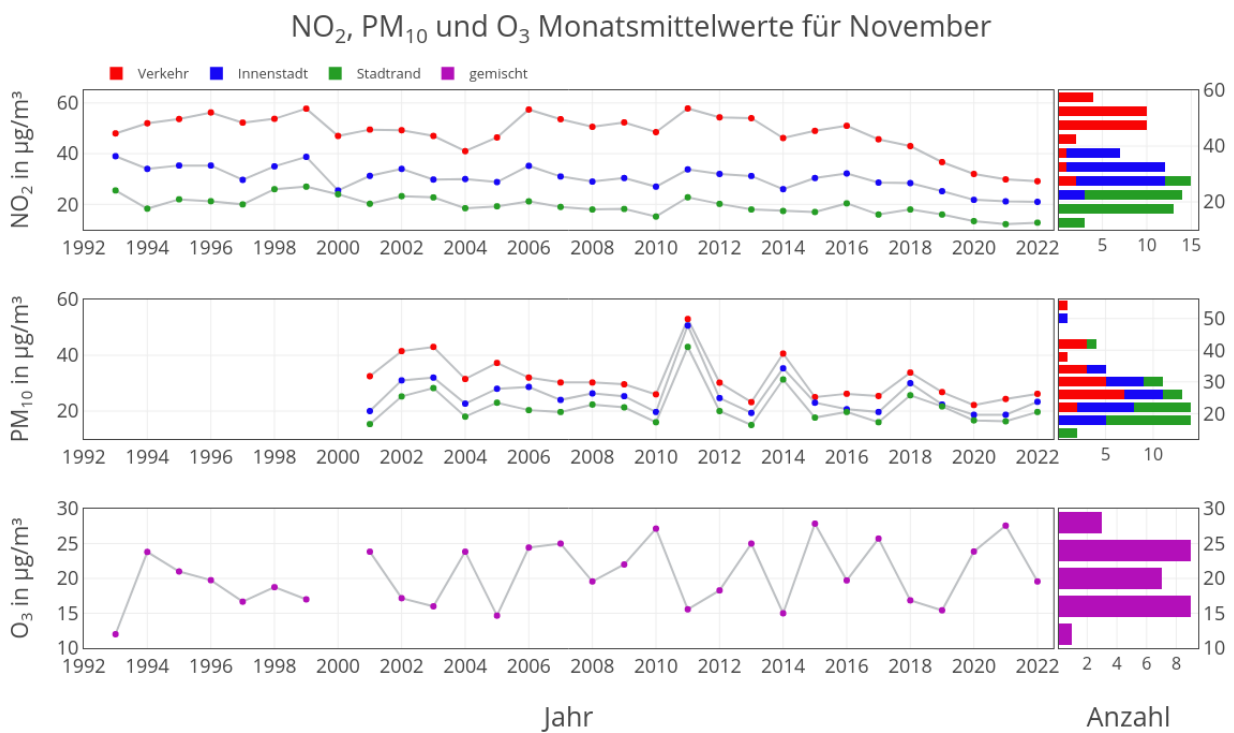 NO₂, PM₁₀ und O₃ Monatsmittelwerte für November
Verkehr Innenstadt Stadtrand gemischt
NO₂ in µg/m³
60
40
20
1992 1994 1996 1998 2000 2002 2004 2006 2008 2010 2012 2014 2016 2018 2020 2022
60
40
20
5 10 15
PM₁₀ in µg/m³
60
40
20
1992 1994 1996 1998 2000 2002 2004 2006 2008 2010 2012 2014 2016 2018 2020 2022
50
40
30
20
5 10
O₃ in µg/m³
30
25
20
15
10
1992 1994 1996 1998 2000 2002 2004 2006 2008 2010 2012 2014 2016 2018 2020 2022
30
25
20
15
10
2 4 6 8
Jahr
Anzahl